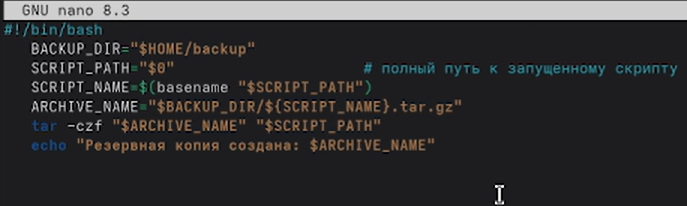 GNU nano 8.3
#!/bin/bash
BACKUP_DIR="$HOME/backup"
SCRIPT_PATH="$0" # полный путь к запущенному скрипту
SCRIPT_NAME=$(basename "$SCRIPT_PATH")
ARCHIVE_NAME="$BACKUP_DIR/${SCRIPT_NAME}.tar.gz"
tar -czf "$ARCHIVE_NAME" "$SCRIPT_PATH"
echo "Резервная копия создана: $ARCHIVE_NAME"